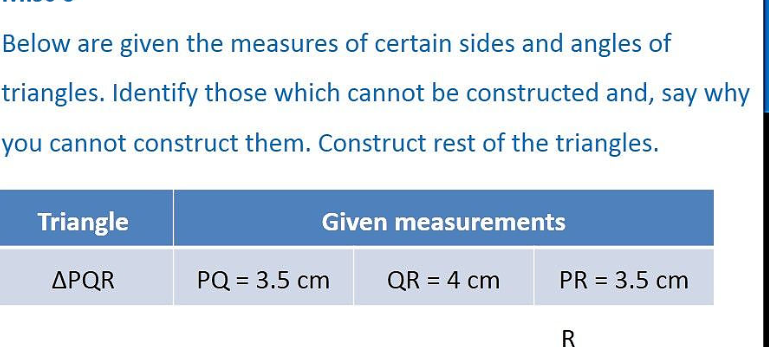 Below are given the measures of certain sides and angles of
triangles. Identify those which cannot be constructed and, say why
you cannot construct them. Construct rest of the triangles.
Triangle Given measurements
ΔPQR PQ = 3.5 cm QR = 4 cm PR = 3.5 cm
R